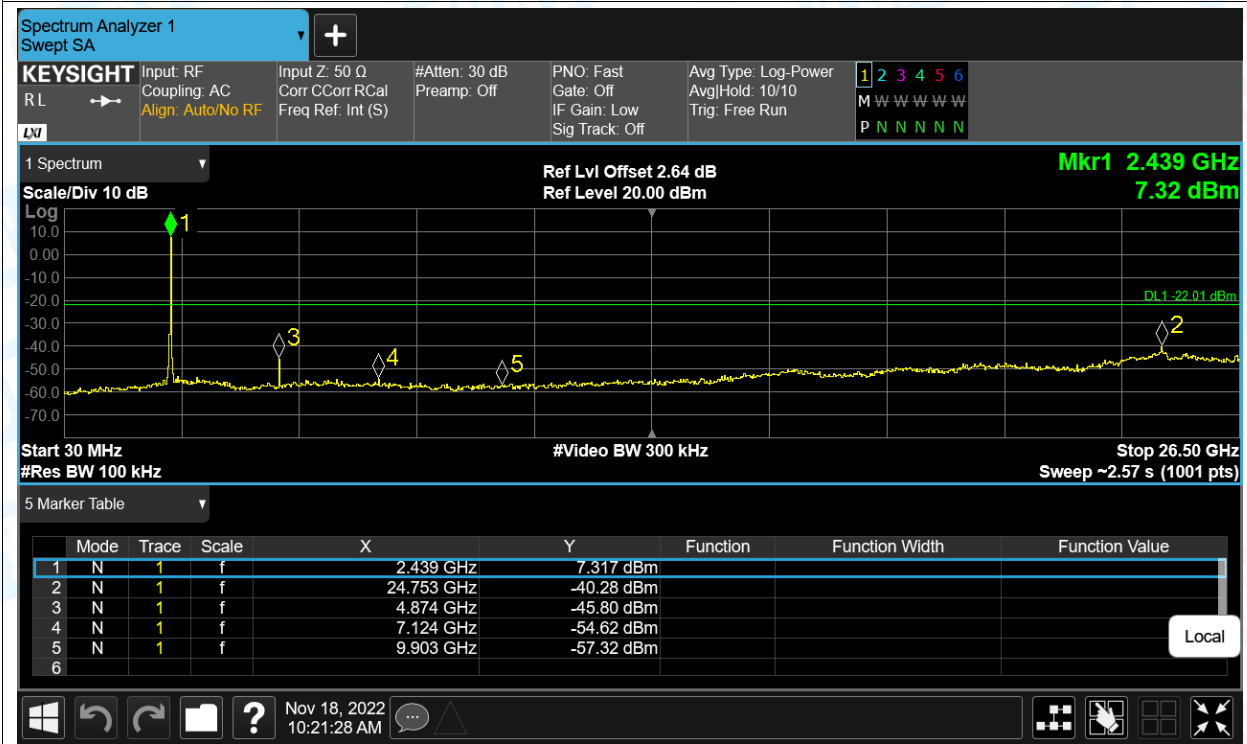 Spectrum Analyzer 1
Swept SA
+
KEYSIGHT
R L
LXI
Input: RF
Coupling: AC
Align: Auto/No RF
Input Z: 50 Ω
Corr CCorr RCal
Freq Ref: Int (S)
#Atten: 30 dB
Preamp: Off
PNO: Fast
Gate: Off
IF Gain: Low
Sig Track: Off
Avg Type: Log-Power
Avg|Hold: 10/10
Trig: Free Run
1 2 3 4 5 6
M W W W W W
P N N N N N
1 Spectrum
Scale/Div 10 dB
Ref Lvl Offset 2.64 dB
Ref Level 20.00 dBm
Mkr1 2.439 GHz
7.32 dBm
Log
10.0
0.00
-10.0
-20.0
-30.0
-40.0
-50.0
-60.0
-70.0
1
3
4
5
2
DL1 -22.01 dBm
Start 30 MHz
#Res BW 100 kHz
#Video BW 300 kHz
Stop 26.50 GHz
Sweep ~2.57 s (1001 pts)
5 Marker Table
Mode Trace Scale X Y Function Function Width Function Value
1 N 1 f 2.439 GHz 7.317 dBm
2 N 1 f 24.753 GHz -40.28 dBm
3 N 1 f 4.874 GHz -45.80 dBm
4 N 1 f 7.124 GHz -54.62 dBm
5 N 1 f 9.903 GHz -57.32 dBm
6
Local
?
Nov 18, 2022
10:21:28 AM